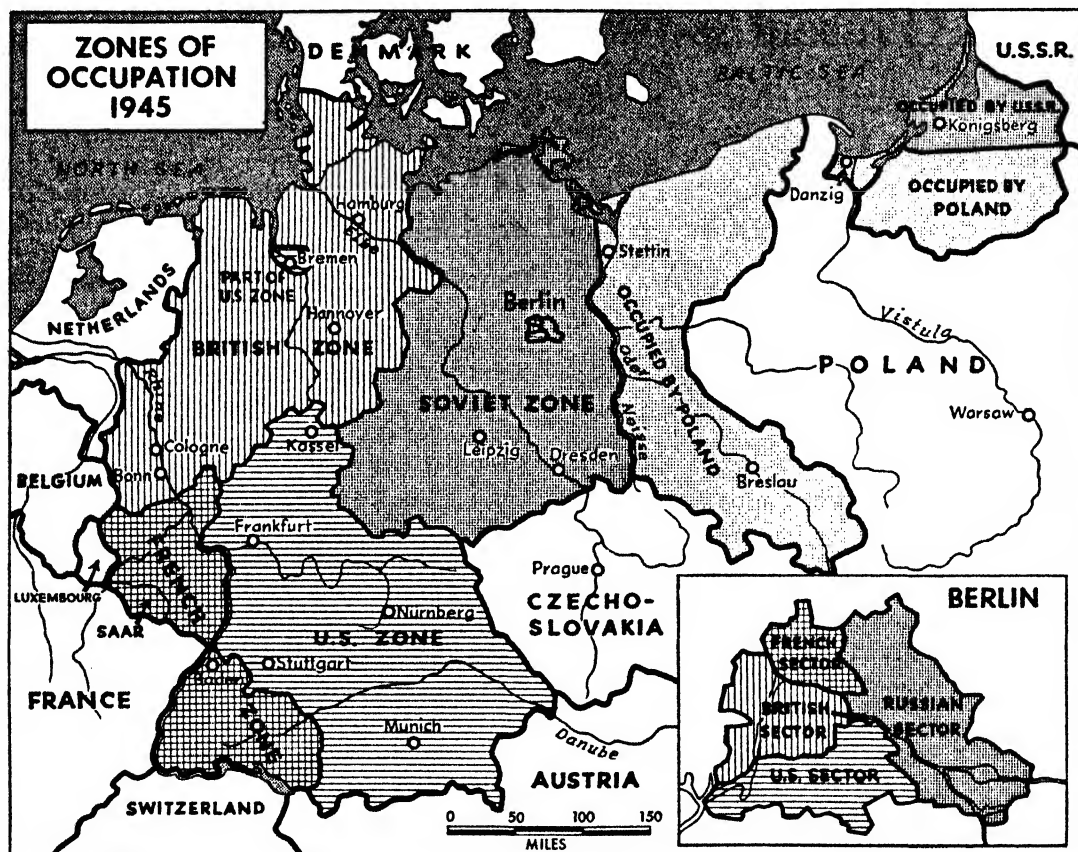 ZONES OF
OCCUPATION
1945
DENMARK
BALTIC SEA
U.S.S.R.
OCCUPIED BY U.S.S.R.
Konigsberg
NORTH SEA
OCCUPIED BY
POLAND
Danzig
Hamburg
Elbe
Stettin
Bremen
PART OF
U.S. ZONE
NETHERLANDS
Hannover
Berlin
BRITISH ZONE
OCCUPIED BY POLAND
Oder
Vistula
POLAND
Rhine
SOVIET ZONE
Neisse
Warsaw
Cologne
Kassel
Leipzig
Dresden
Bonn
Breslau
BELGIUM
Frankfurt
FRENCH
ZONE
Prague
LUXEMBOURG
CZECHO-
SLOVAKIA
SAAR
Nürnberg
U.S. ZONE
Stuttgart
FRANCE
Munich
Danube
AUSTRIA
SWITZERLAND
0 50 100 150
MILES
BERLIN
FRENCH
SECTOR
BRITISH
SECTOR
RUSSIAN
SECTOR
U.S. SECTOR